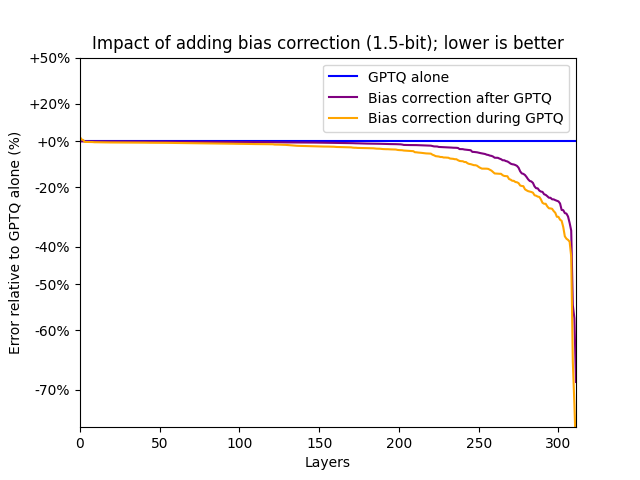 Impact of adding bias correction (1.5-bit); lower is better
GPTQ alone
Bias correction after GPTQ
Bias correction during GPTQ
Error relative to GPTQ alone (%)
+50%
+20%
+0%
-20%
-40%
-50%
-60%
-70%
0 50 100 150 200 250 300
Layers